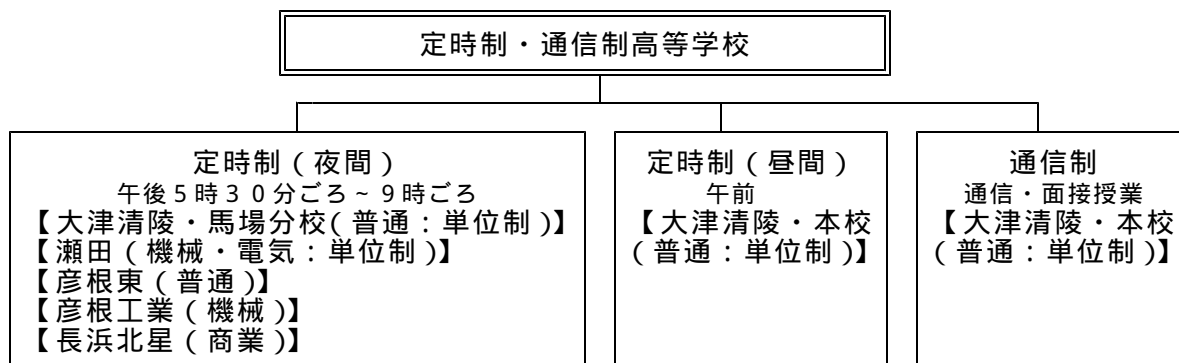 定時制・通信制高等学校
定時制(夜間)
午後5時30分ごろ~9時ごろ
【大津清陵・馬場分校(普通:単位制)】
【瀬田(機械・電気:単位制)】
【彦根東(普通)】
【彦根工業(機械)】
【長浜北星(商業)】
定時制(昼間)
午前
【大津清陵・本校
(普通:単位制)】
通信制
通信・面接授業
【大津清陵・本校
(普通:単位制)】